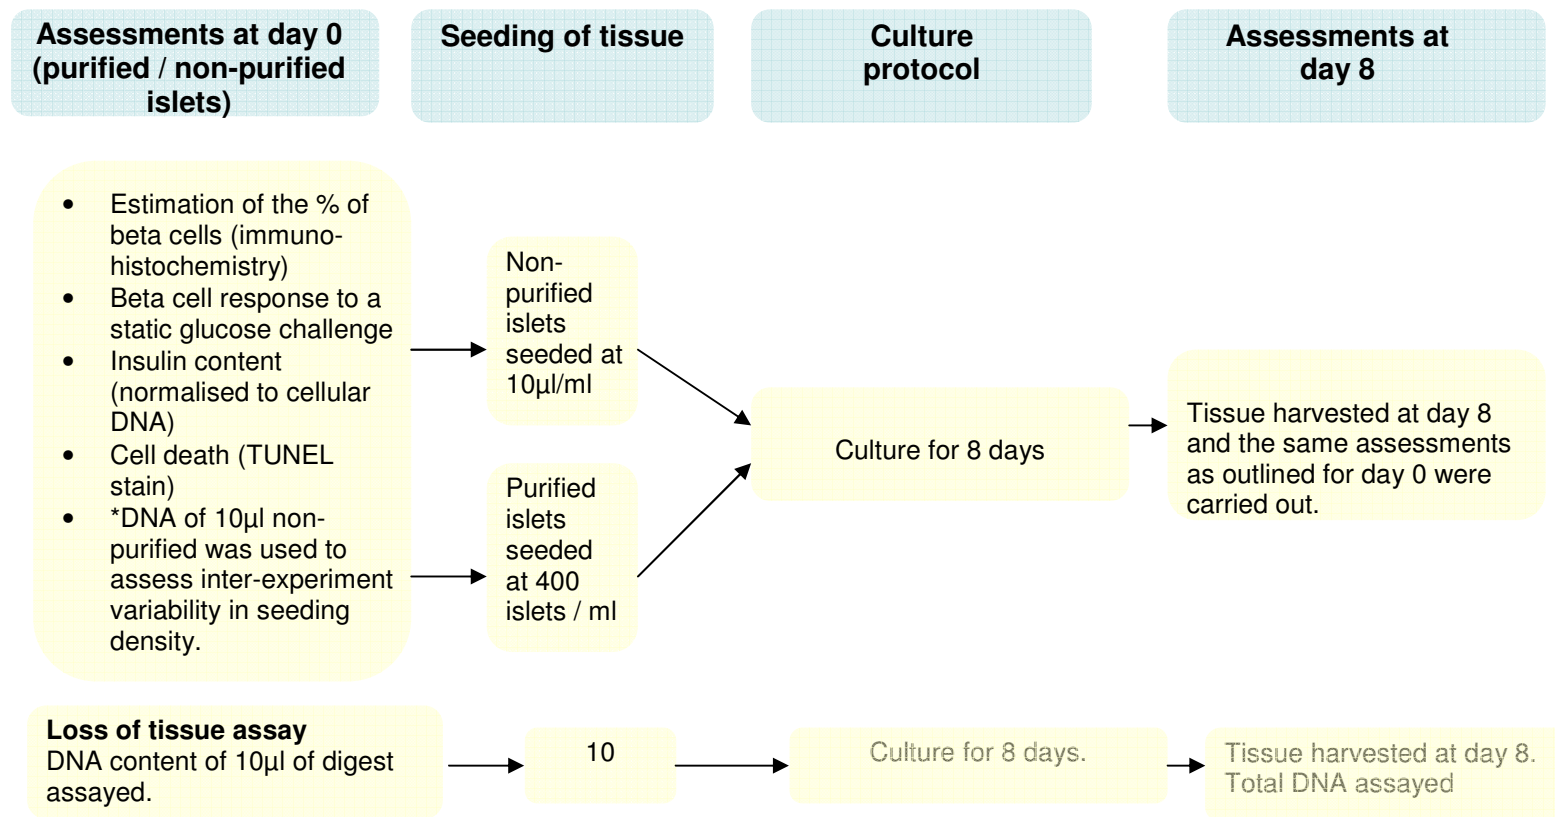 Assessments at day 0
(purified / non-purified
islets)
Seeding of tissue
Culture
protocol
Assessments at
day 8
• Estimation of the % of
beta cells (immuno-
histochemistry)
• Beta cell response to a
static glucose challenge
• Insulin content
(normalised to cellular
DNA)
• Cell death (TUNEL
stain)
• *DNA of 10µl non-
purified was used to
assess inter-experiment
variability in seeding
density.
Non-
purified
islets
seeded at
10µl/ml
Purified
islets
seeded
at 400
islets / ml
Culture for 8 days
Tissue harvested at day 8
and the same assessments
as outlined for day 0 were
carried out.
Loss of tissue assay
DNA content of 10µl of digest
assayed.
10
Culture for 8 days.
Tissue harvested at day 8.
Total DNA assayed